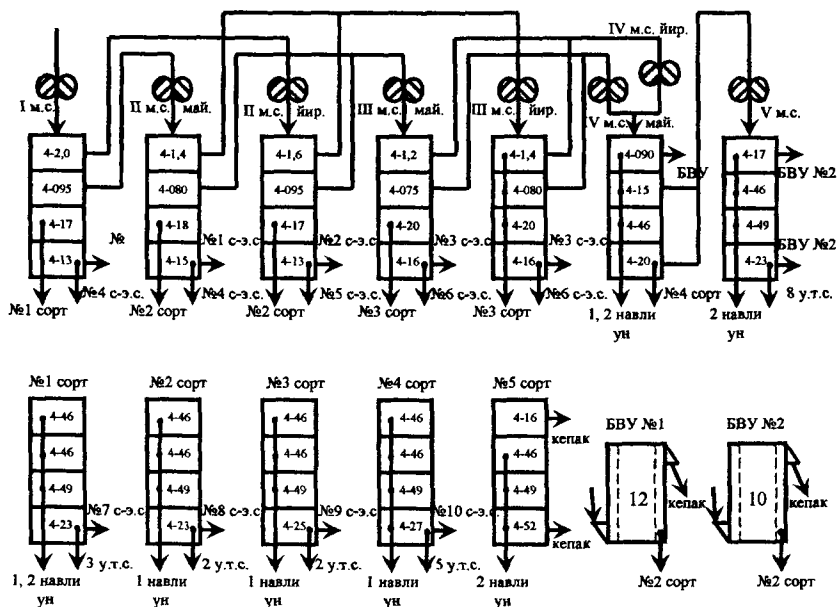 IV м.с. йир.
I м.с. II м.с. май. II м.с. йир. III м.с. май. III м.с. йир. IV м.с. май. V м.с.
4-2,0 4-1,4 4-1,6 4-1,2 4-1,4 4-090 4-17
БВУ БВУ №2
4-095 4-080 4-095 4-075 4-080 4-15 4-46
4-17 4-18 4-17 4-20 4-20 4-46 4-49
№ №1 с-э.с №2 с-э.с №3 с-э.с №3 с-э.с БВУ №2
4-13 4-15 4-13 4-16 4-16 4-20 4-23
№4 с-э.с. №4 с-э.с. №5 с-э.с. №6 с-э.с. №6 с-э.с. №4 сорт 8 у.т.с.
№1 сорт №2 сорт №2 сорт №3 сорт №3 сорт 1, 2 навли 2 навли
ун ун
№1 сорт №2 сорт №3 сорт №4 сорт №5 сорт
4-46 4-46 4-46 4-46 4-16 БВУ №1 БВУ №2
кепак
4-46 4-46 4-46 4-46 4-46
4-49 4-49 4-49 4-49 4-49 12 10
№7 с-э.с №8 с-э.с №9 с-э.с №10 с-э.с кепак кепак
4-23 4-23 4-25 4-27 4-52
кепак
3 у.т.с. 2 у.т.с. 2 у.т.с. 5 у.т.с.
1, 2 навли 1 навли 1 навли 1 навли 2 навли №2 сорт №2 сорт
ун ун ун ун ун